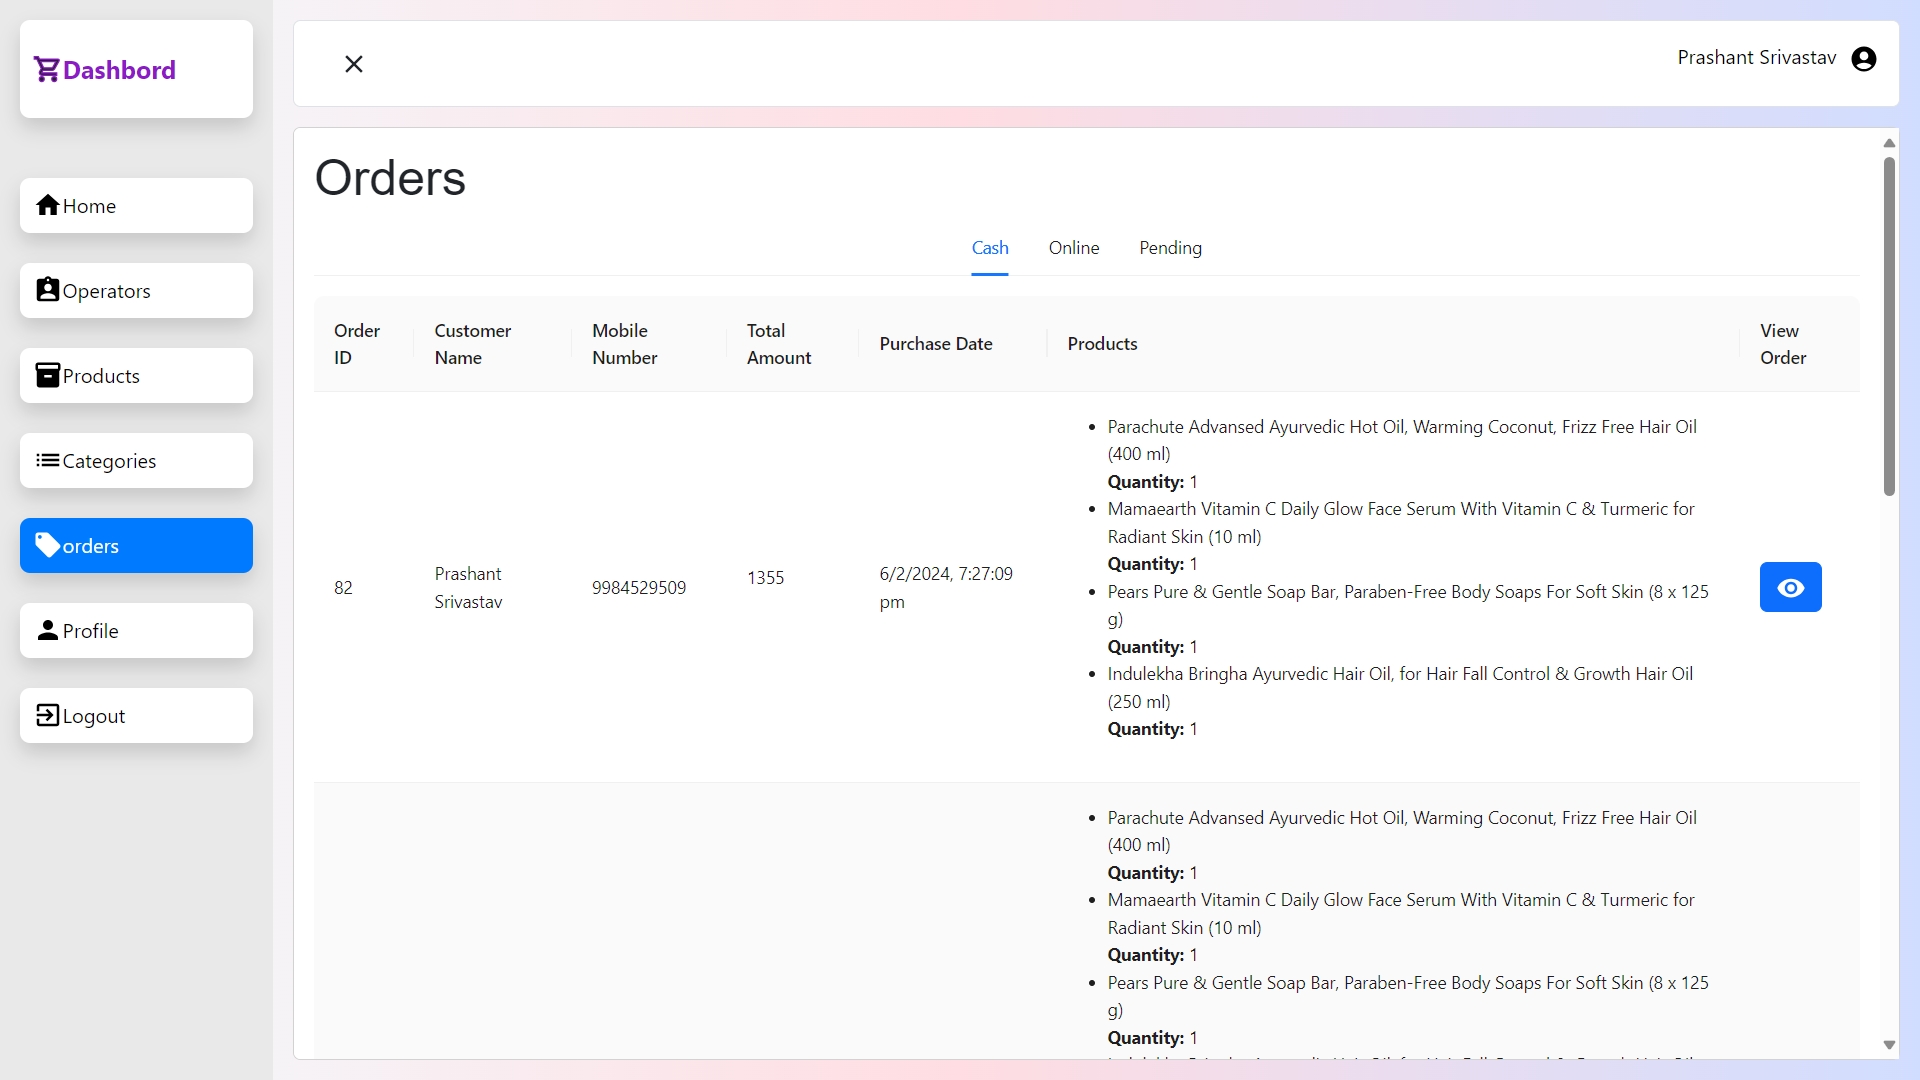 Dashbord
Prashant Srivastav
Home
Operators
Products
Categories
orders
Profile
Logout
Orders
Cash Online Pending
Order ID
Customer Name
Mobile Number
Total Amount
Purchase Date
Products
View Order
82
Prashant Srivastav
9984529509
1355
6/2/2024, 7:27:09 pm
Parachute Advansed Ayurvedic Hot Oil, Warming Coconut, Frizz Free Hair Oil
(400 ml)
Quantity: 1
Mamaearth Vitamin C Daily Glow Face Serum With Vitamin C & Turmeric for
Radiant Skin (10 ml)
Quantity: 1
Pears Pure & Gentle Soap Bar, Paraben-Free Body Soaps For Soft Skin (8 x 125
g)
Quantity: 1
Indulekha Bringha Ayurvedic Hair Oil, for Hair Fall Control & Growth Hair Oil
(250 ml)
Quantity: 1
Parachute Advansed Ayurvedic Hot Oil, Warming Coconut, Frizz Free Hair Oil
(400 ml)
Quantity: 1
Mamaearth Vitamin C Daily Glow Face Serum With Vitamin C & Turmeric for
Radiant Skin (10 ml)
Quantity: 1
Pears Pure & Gentle Soap Bar, Paraben-Free Body Soaps For Soft Skin (8 x 125
g)
Quantity: 1